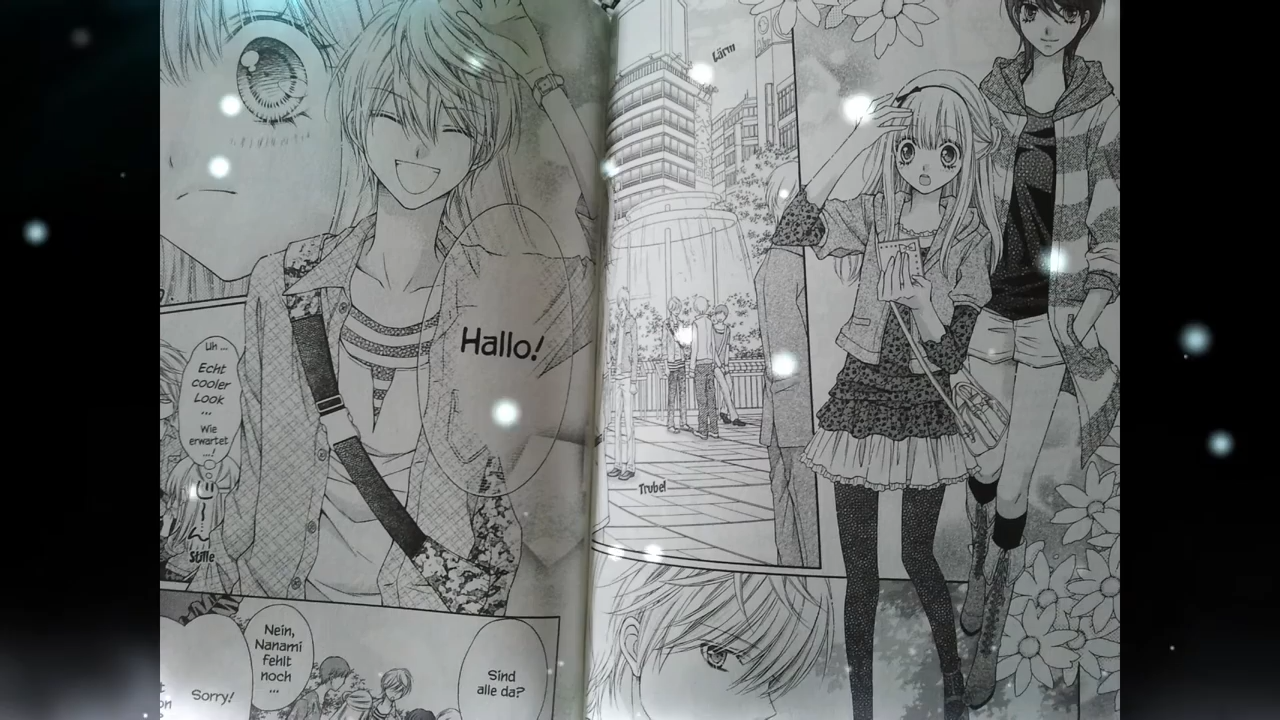 Hallo!
Uh ...
Echt
cooler
Look
...
Wie
erwartet
...!
Stille
Sorry!
Nein,
Nanami
fehlt
noch
...
Sind
alle da?
Lärm
Trubel